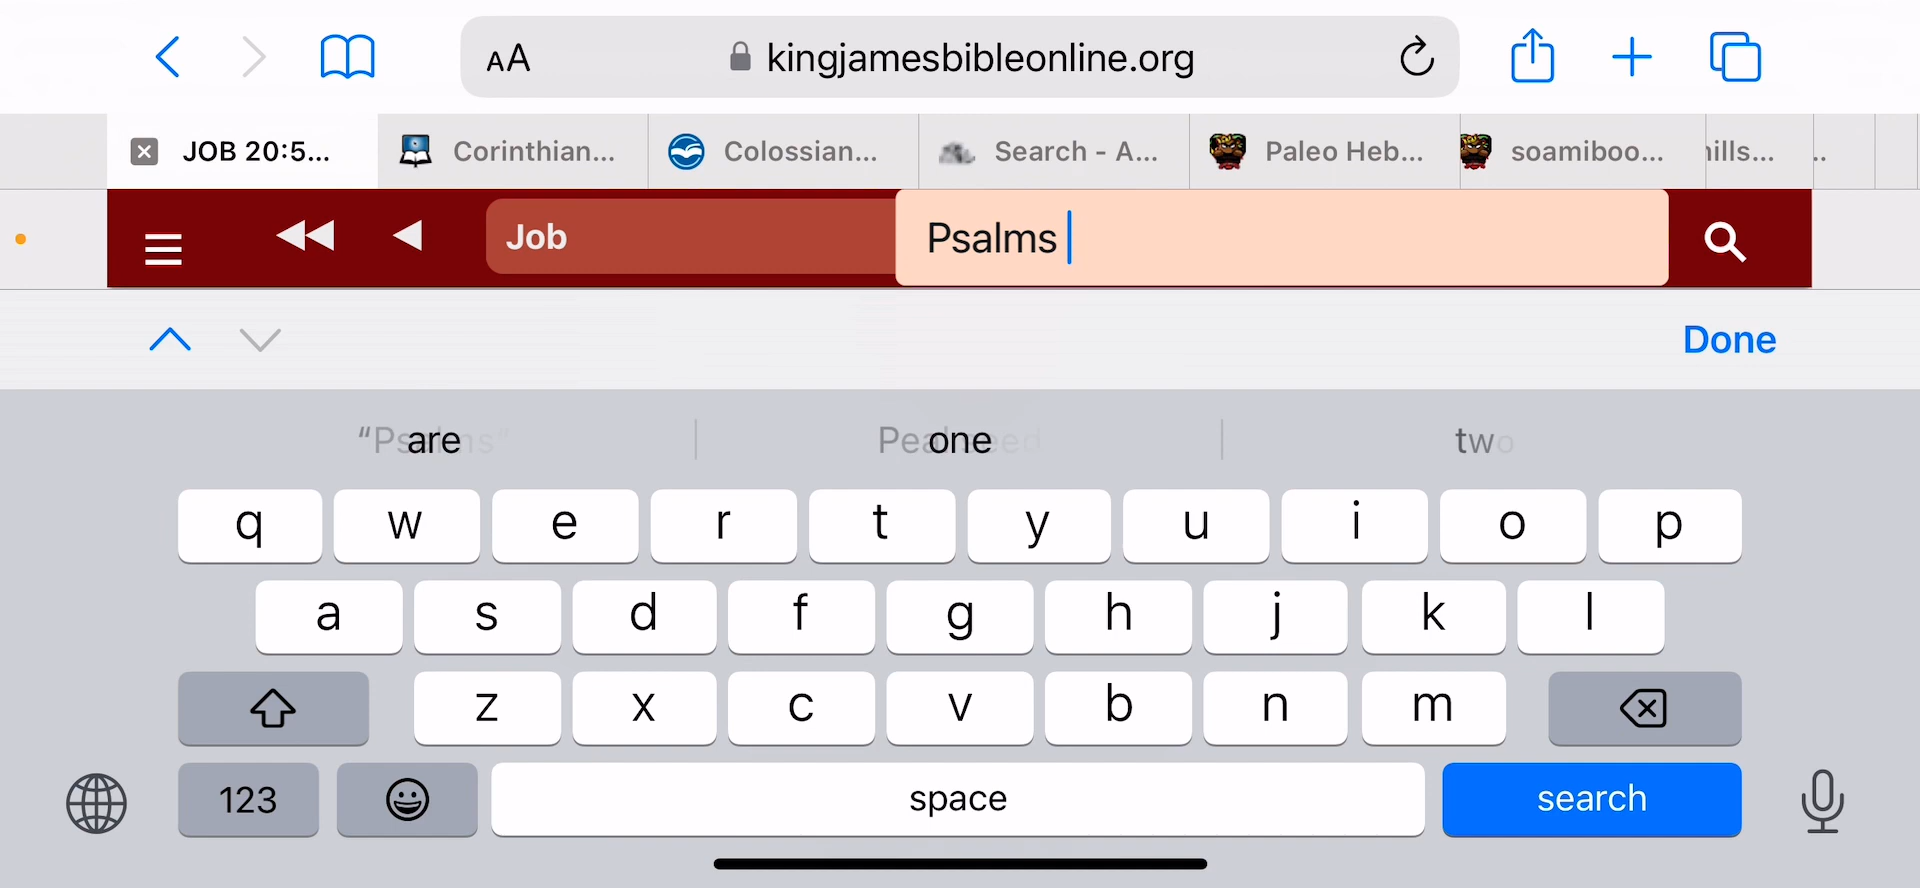 AA kingjamesbibleonline.org
JOB 20:5... Corinthian... Colossian... Search - A... Paleo Heb... soamiboo... ills... ..
Job Psalms
Done
are one two
q w e r t y u i o p
a s d f g h j k l
z x c v b n m
123 space search